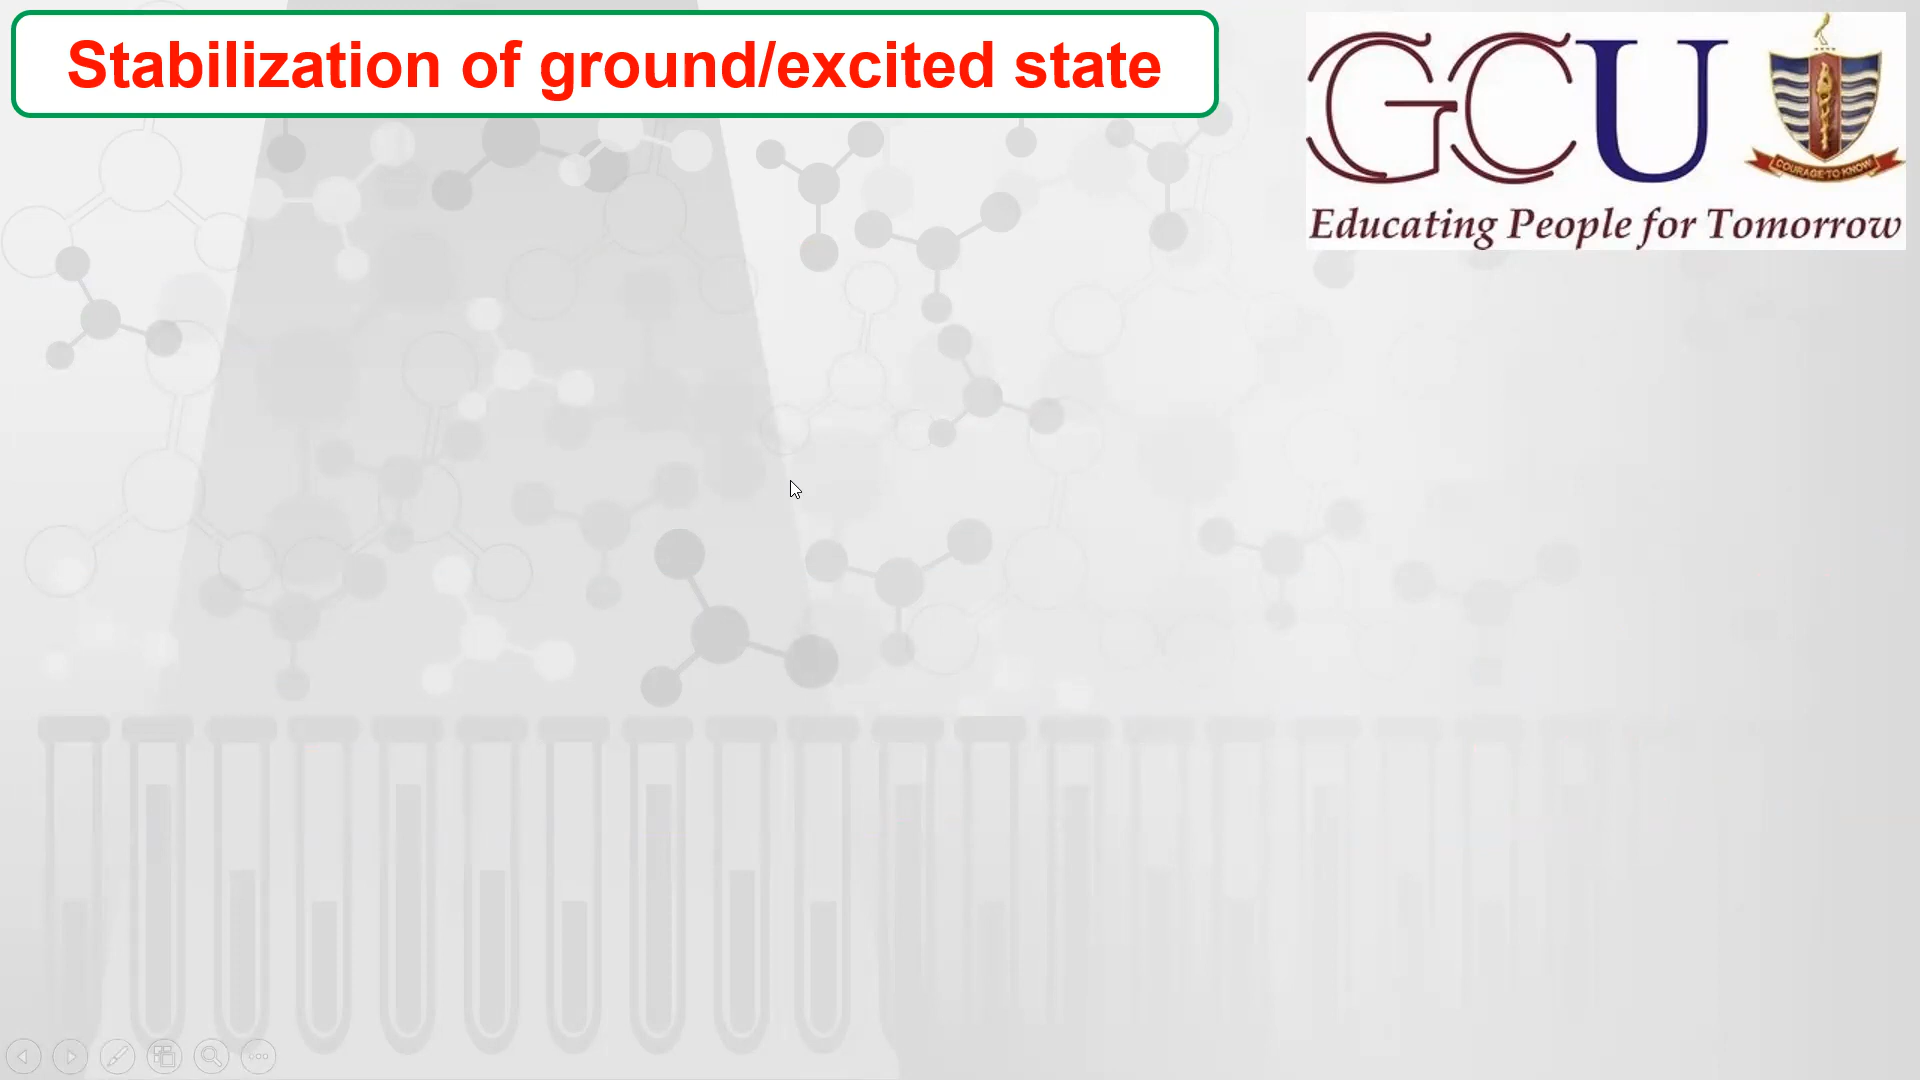 Stabilization of ground/excited state
GCU
COURAGE TO KNOW
Educating People for Tomorrow